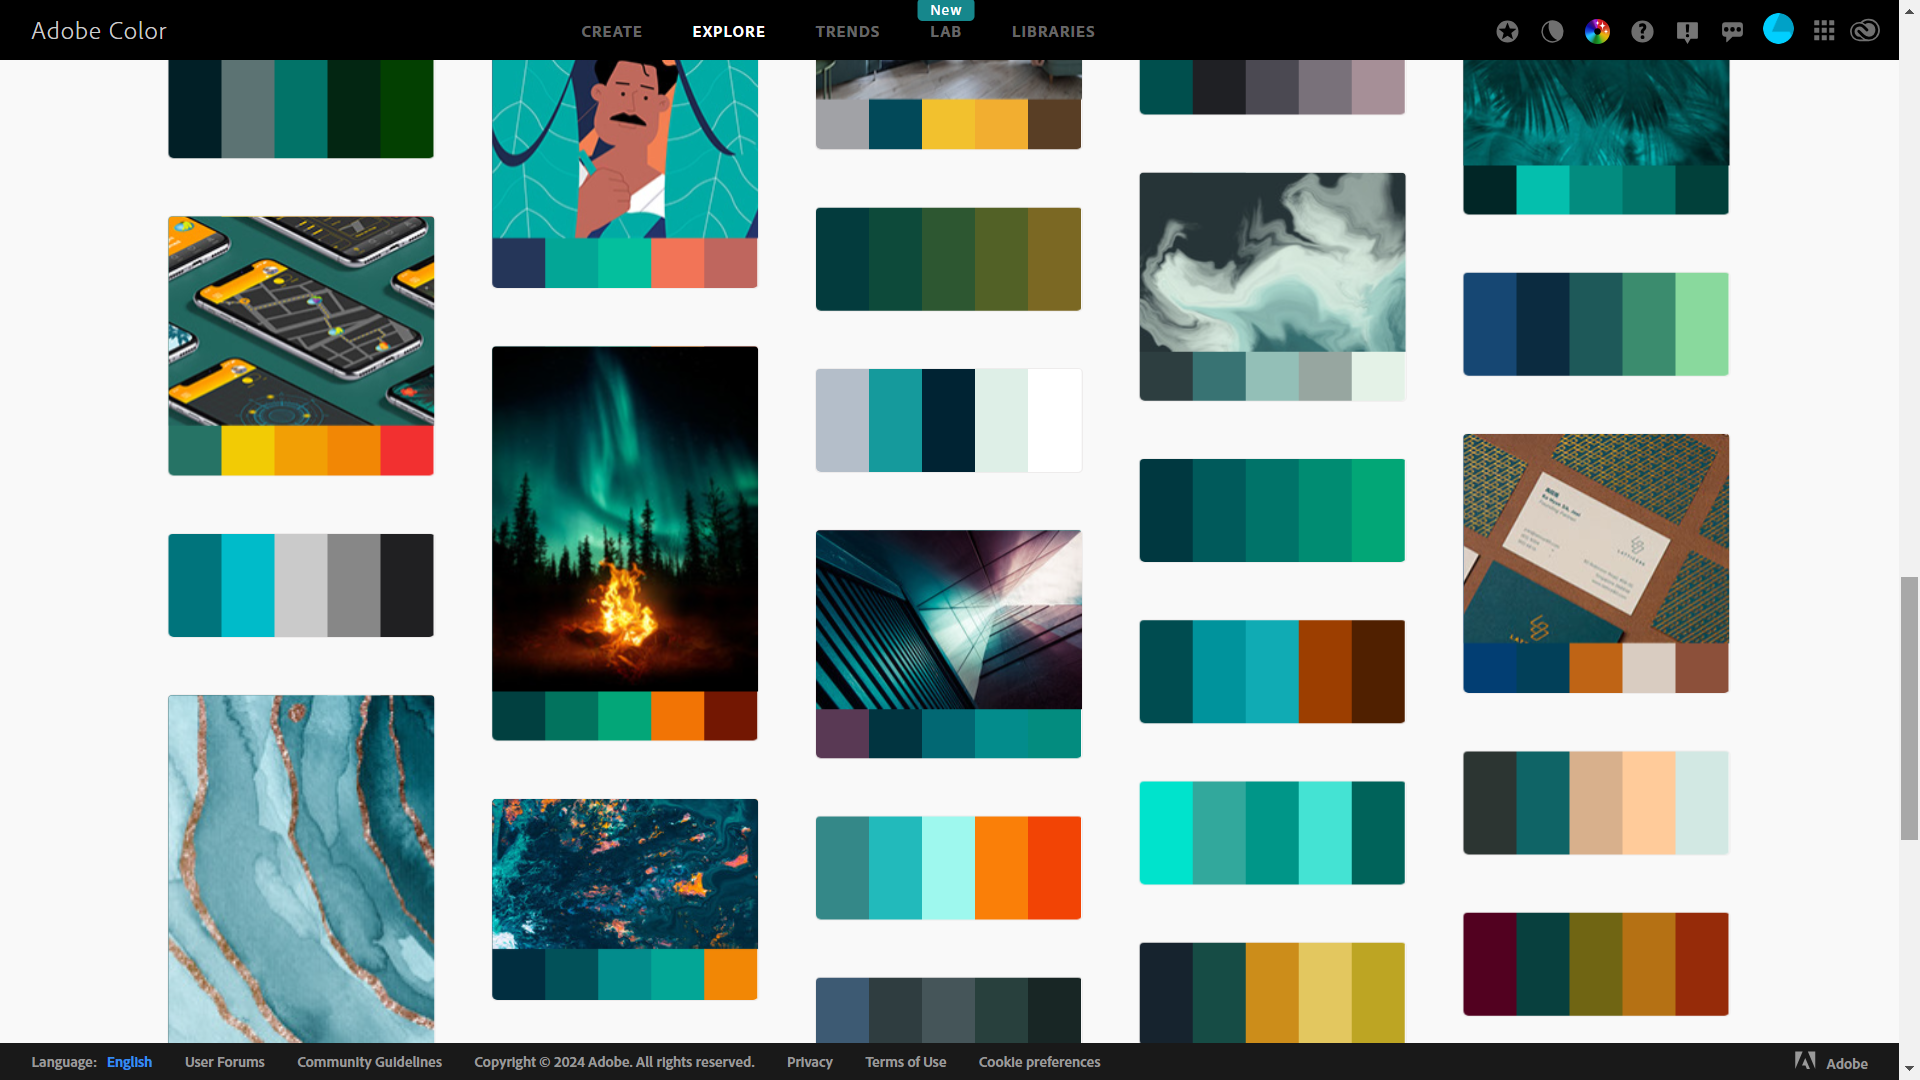 Adobe Color
CREATE
EXPLORE
TRENDS
New
LAB
LIBRARIES
Language: English
User Forums
Community Guidelines
Copyright © 2024 Adobe. All rights reserved.
Privacy
Terms of Use
Cookie preferences
Adobe